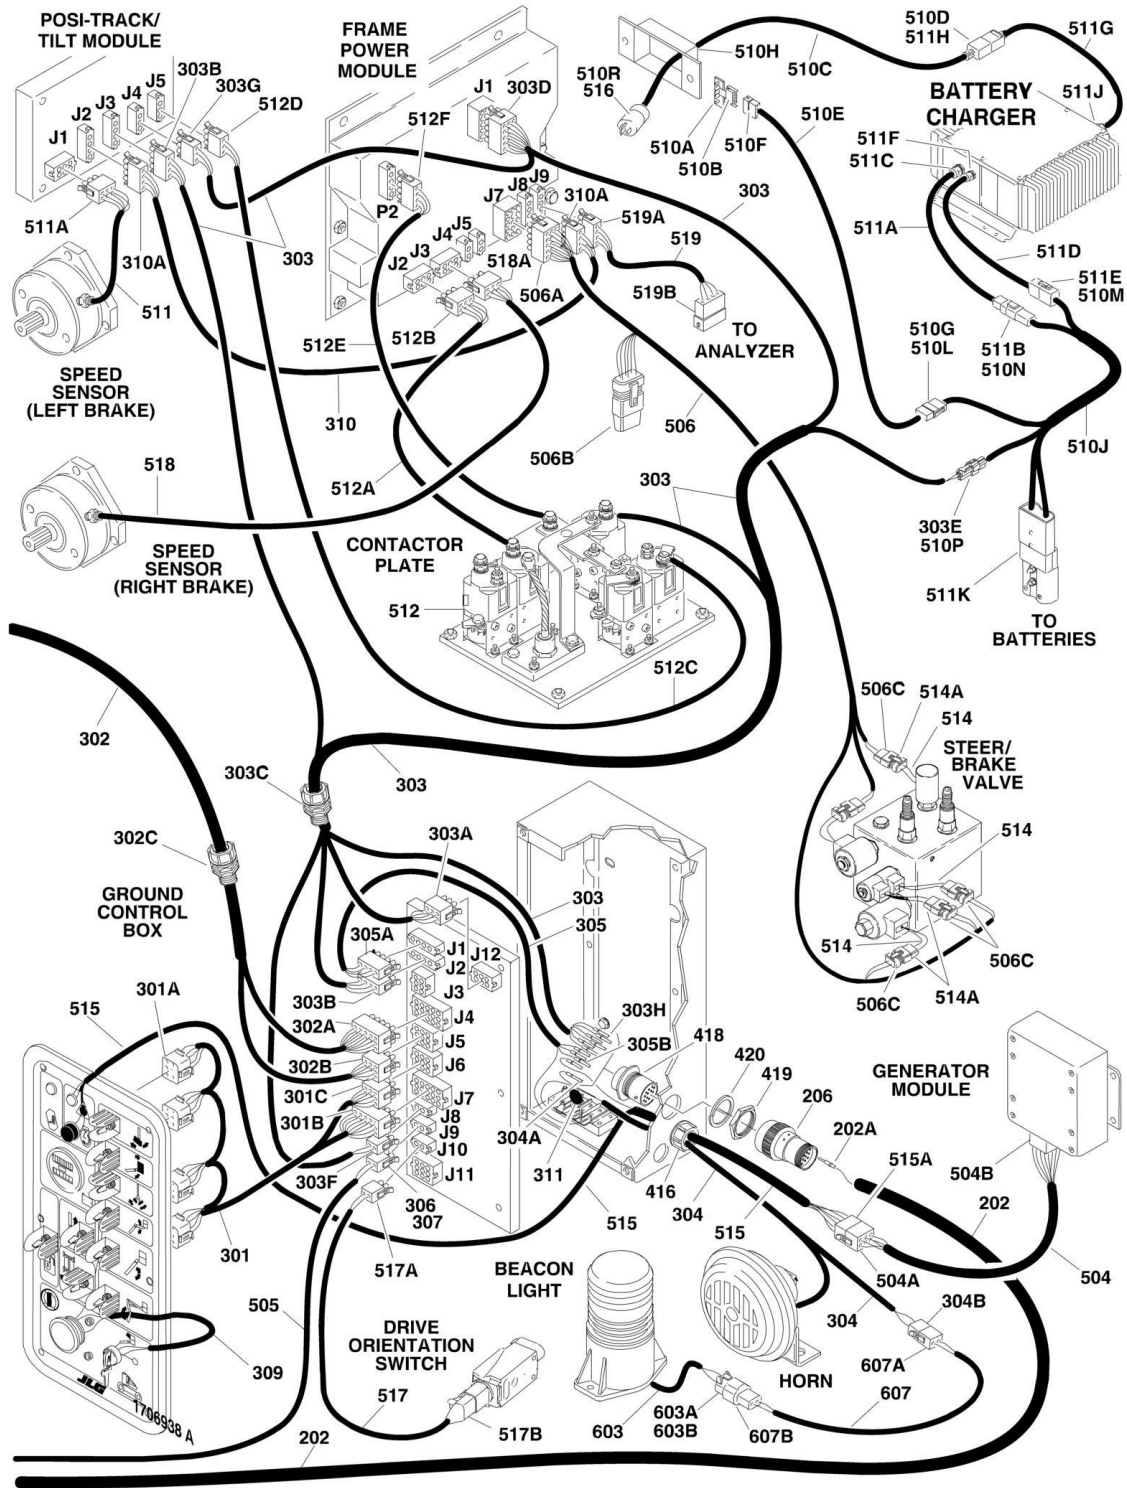 POSI-TRACK/
TILT MODULE
FRAME
POWER
MODULE
510D
511H
511G
303B
303G
512D
J5
J4
J3
J2
J1
J1
303D
512F
510H
510C
510R
516
511J
BATTERY
CHARGER
510A
510B
510F
510E
511F
511C
511A
310A
511
303
P2
J9
J8
J7
310A
519A
303
511A
511D
J5
J4
J3
J2
518A
506A
519
519B
511E
510M
512E
512B
TO
ANALYZER
510G
510L
511B
510N
SPEED
SENSOR
(LEFT BRAKE)
310
506B
506
510J
518
512A
303
303E
510P
SPEED
SENSOR
(RIGHT BRAKE)
CONTACTOR
PLATE
512
511K
TO
BATTERIES
512C
506C
514A
514
302
303C
303
STEER/
BRAKE
VALVE
302C
303A
514
GROUND
CONTROL
BOX
303
305
305A
J1
J12
J2
J3
514
506C
515
301A
303B
J4
506C
514A
302A
J5
303H
305B
418
302B
J6
420
419
301C
J7
206
GENERATOR
MODULE
301B
J8
J9
304A
202A
515A
504B
J10
303F
J11
311
416
304
202
306
307
515
515
301
517A
BEACON
LIGHT
504A
504
505
304
304B
DRIVE
ORIENTATION
SWITCH
309
607A
HORN
JLG
517
603A
603B
607
1706938 A
202
517B
603
607B